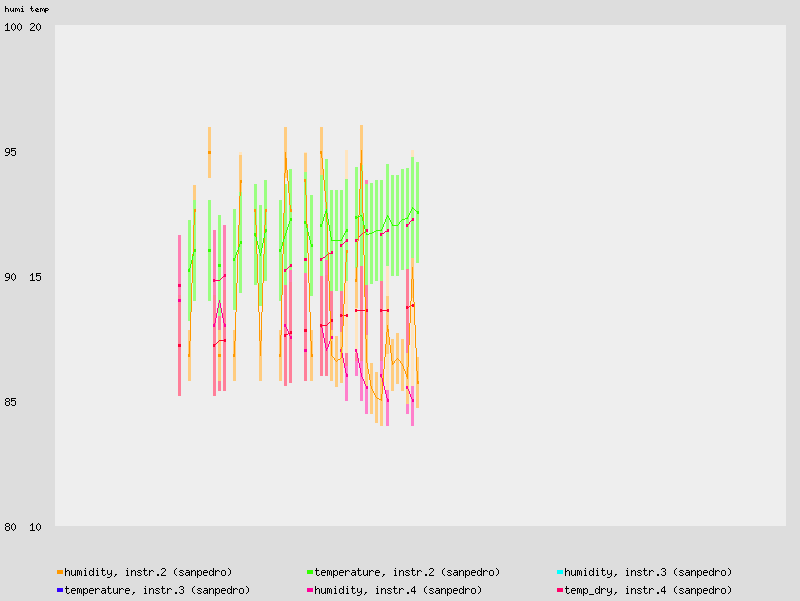 humi temp
100 20
95
90 15
85
80 10
humidity, instr.2 (sanpedro) temperature, instr.2 (sanpedro) humidity, instr.3 (sanpedro)
temperature, instr.3 (sanpedro) humidity, instr.4 (sanpedro) temp_dry, instr.4 (sanpedro)